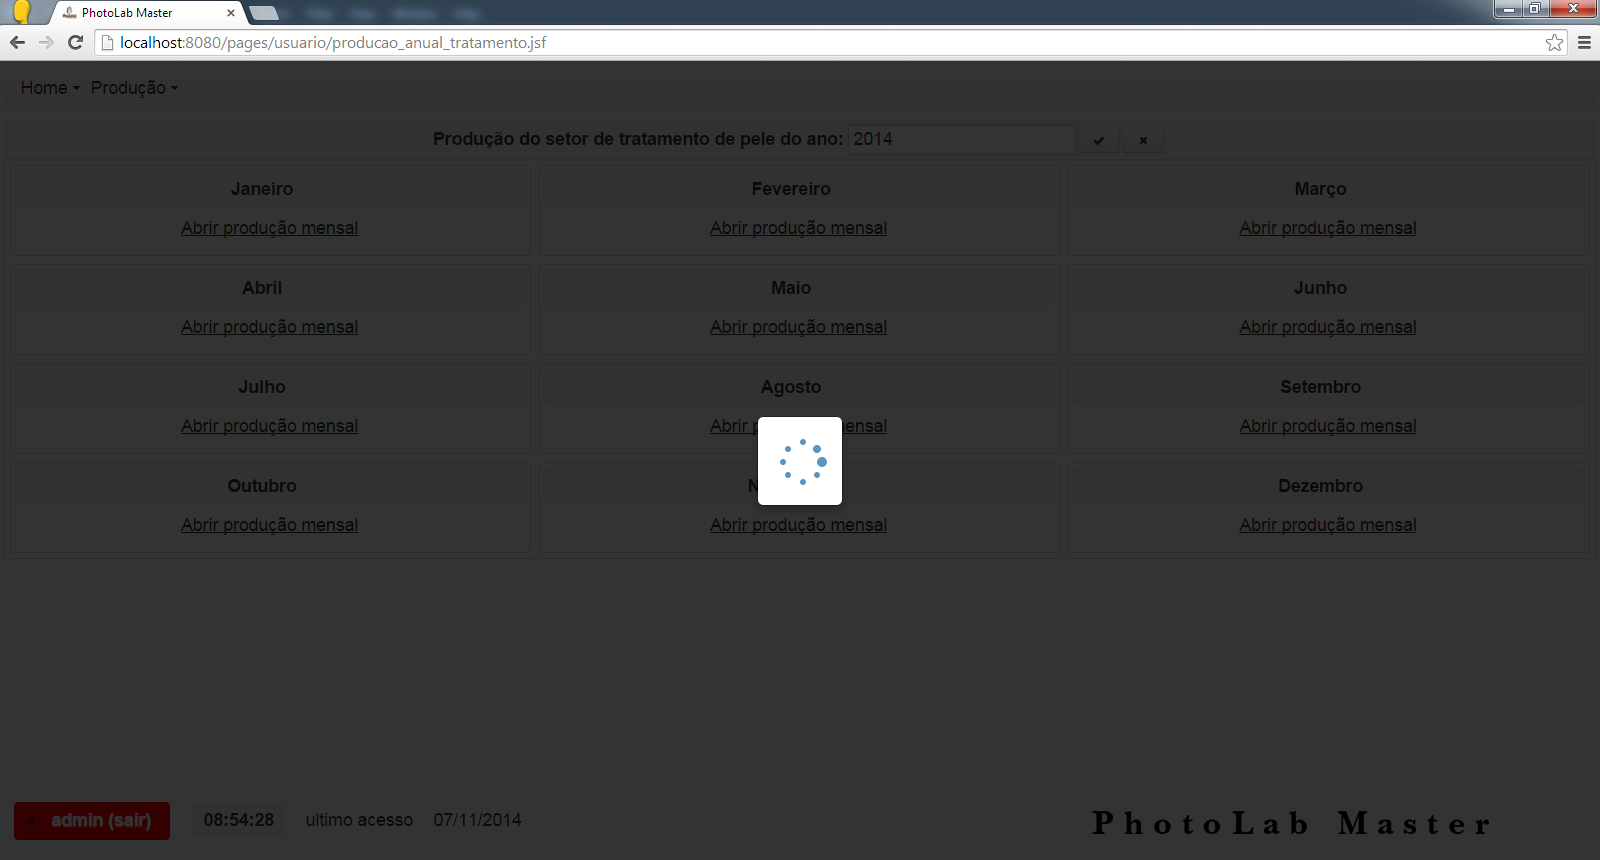 PhotoLab Master
localhost:8080/pages/usuario/producao_anual_tratamento.jsf
Home Produção
Produção do setor de tratamento de pele do ano: 2014
Janeiro Fevereiro Março
Abrir produção mensal Abrir produção mensal Abrir produção mensal
Abril Maio Junho
Abrir produção mensal Abrir produção mensal Abrir produção mensal
Julho Agosto Setembro
Abrir produção mensal Abrir mensal Abrir produção mensal
Outubro Dezembro
Abrir produção mensal Abrir produção mensal Abrir produção mensal
admin (sair) 08:54:28 ultimo acesso 07/11/2014 PhotoLab Master